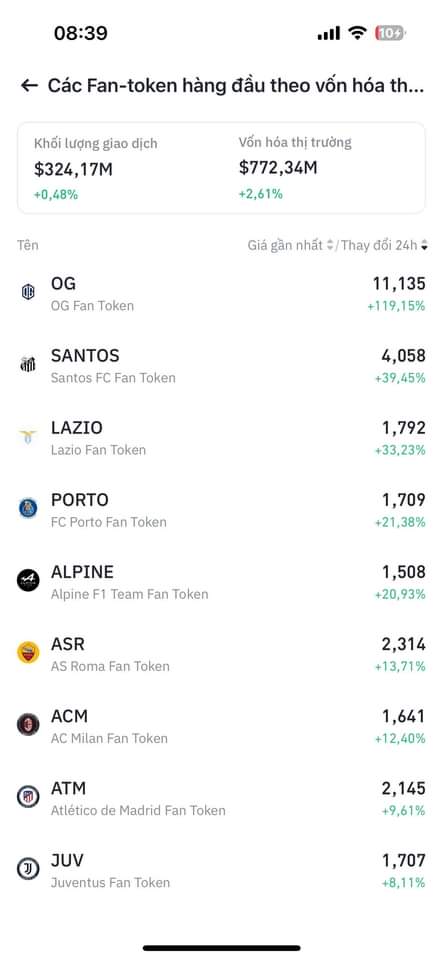 08:39
10
Các Fan-token hàng đầu theo vốn hóa th...
Khối lượng giao dịch
Vốn hóa thị trường
$324,17M
$772,34M
+0,48%
+2,61%
Tên
Giá gần nhất / Thay đổi 24h
OG
11,135
OG Fan Token
+119,15%
SANTOS
4,058
Santos FC Fan Token
+39,45%
LAZIO
1,792
Lazio Fan Token
+33,23%
PORTO
1,709
FC Porto Fan Token
+21,38%
ALPINE
1,508
Alpine F1 Team Fan Token
+20,93%
ASR
2,314
AS Roma Fan Token
+13,71%
ACM
1,641
AC Milan Fan Token
+12,40%
ATM
2,145
Atlético de Madrid Fan Token
+9,61%
JUV
1,707
Juventus Fan Token
+8,11%